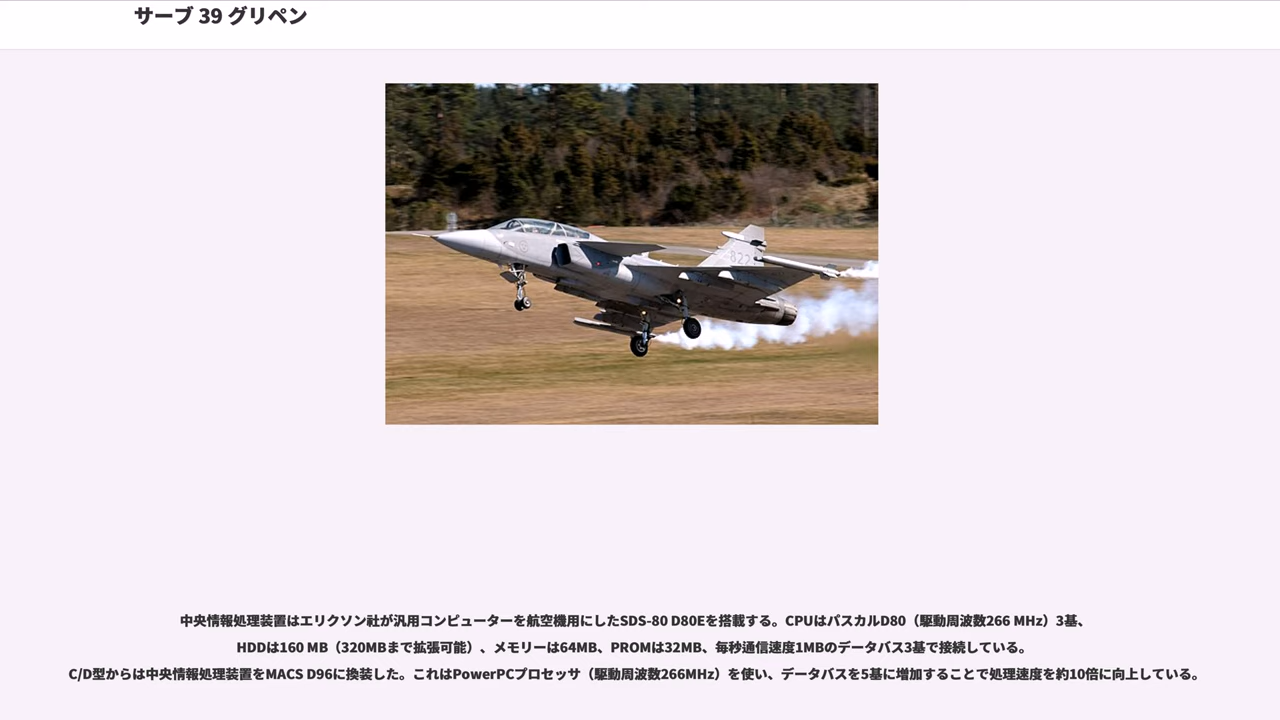 サーブ 39 グリペン
822
中央情報処理装置はエリクソン社が汎用コンピューターを航空機用にしたSDS-80 D80Eを搭載する。CPUはパスカルD80（駆動周波数266 MHz）3基、
HDDは160 MB（320MBまで拡張可能）、メモリーは64MB、PROMは32MB、毎秒通信速度1MBのデータバス3基で接続している。
C/D型からは中央情報処理装置をMACS D96に換装した。これはPowerPCプロセッサ（駆動周波数266MHz）を使い、データバスを5基に増加することで処理速度を約10倍に向上している。